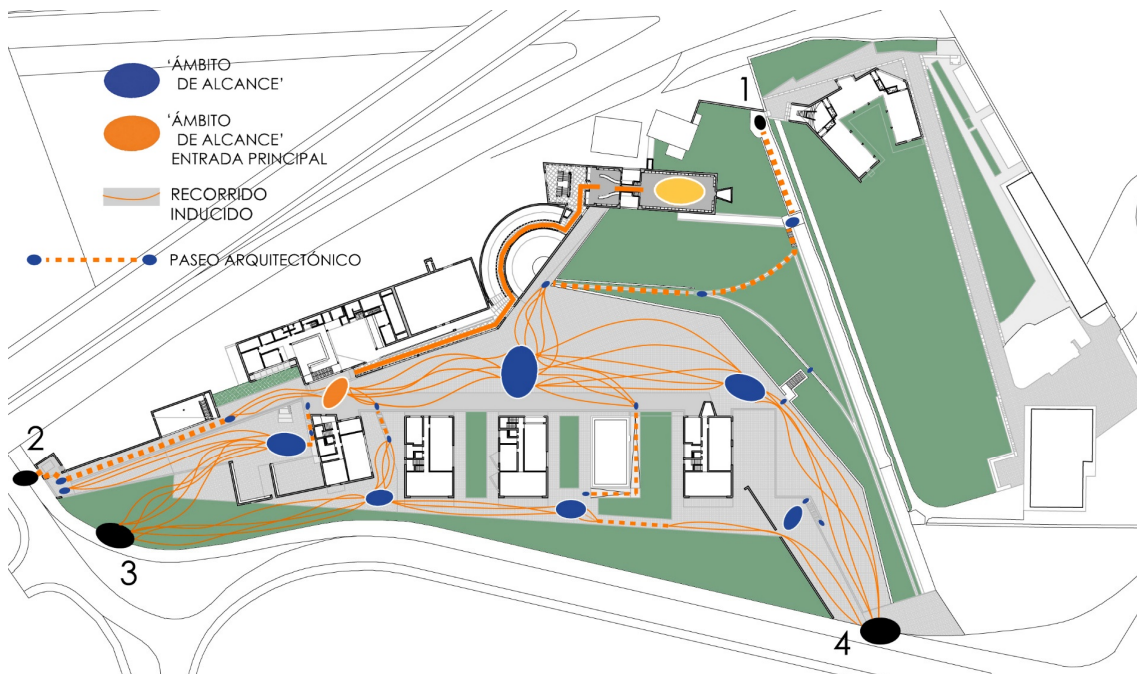 'ÁMBITO
DE ALCANCE'
'ÁMBITO
DE ALCANCE'
ENTRADA PRINCIPAL
RECORRIDO
INDUCIDO
PASEO ARQUITECTÓNICO
1
2
3
4